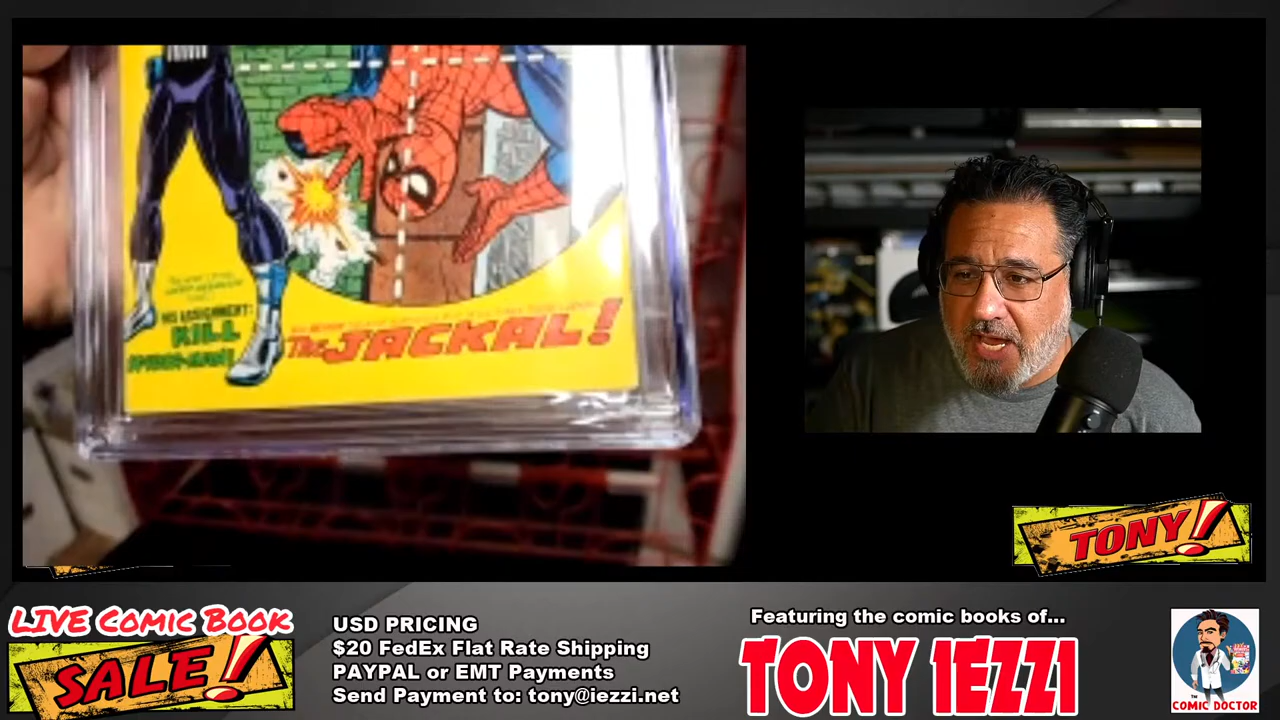 HIS ASSIGNMENT:
KILL
SPIDER-MAN!
THE JACKAL!
TONY!
LIVE COMIC BOOK
SALE!
USD PRICING
$20 FedEx Flat Rate Shipping
PAYPAL or EMT Payments
Send Payment to: tony@iezzi.net
Featuring the comic books of...
TONY IEZZI
THE
COMIC DOCTOR